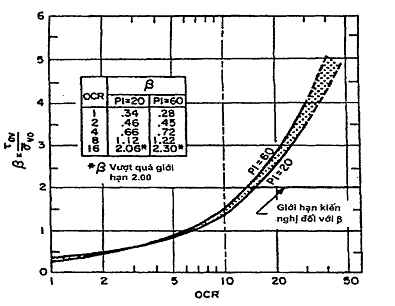 6
5
4
3
2
1
0
β = τ̅ov / σ̅vo
β
OCR PI=20 PI=60
1 .34 .28
2 .46 .45
4 .66 .72
8 1.12 1.22
16 2.06* 2.30*
*β Vượt quá giới
hạn 2.00
PI=60
PI=20
Giới hạn kiến
nghị đối với β
1 2 5 10 20 50
OCR